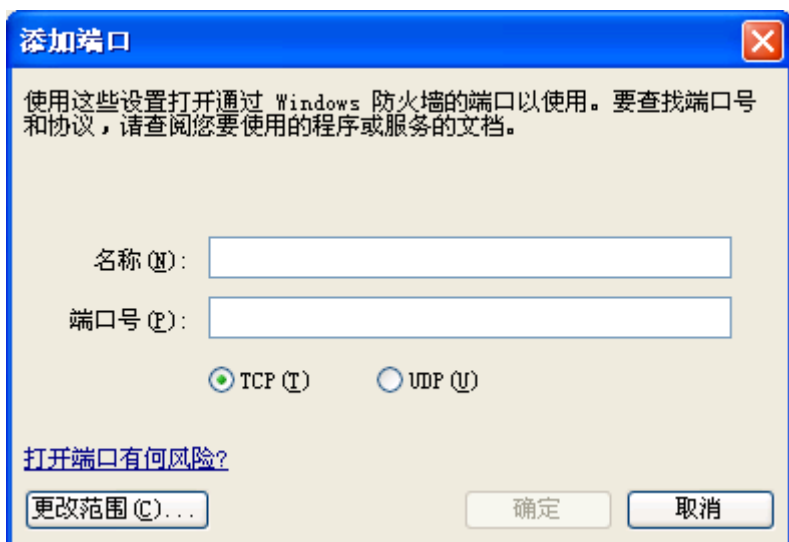 添加端口
使用这些设置打开通过 Windows 防火墙的端口以使用。要查找端口号
和协议，请查阅您要使用的程序或服务的文档。
名称(N):
端口号(P):
TCP(T) UDP(U)
打开端口有何风险?
更改范围(C)... 确定 取消